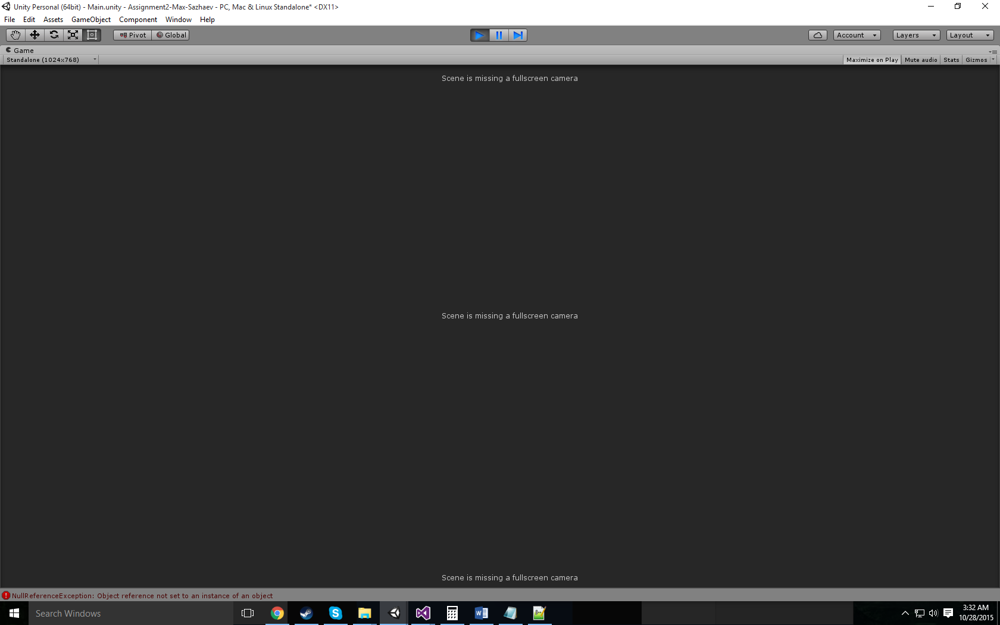 Unity Personal (64bit) - Main.unity - Assignment2-Max-Sazhaev - PC, Mac & Linux Standalone* <DX11>
File Edit Assets GameObject Component Window Help
Pivot Global Account Layers Layout
Game
Standalone (1024x768) Maximize on Play Mute audio Stats Gizmos
Scene is missing a fullscreen camera
Scene is missing a fullscreen camera
Scene is missing a fullscreen camera
NullReferenceException: Object reference not set to an instance of an object
Search Windows
3:32 AM
10/28/2015